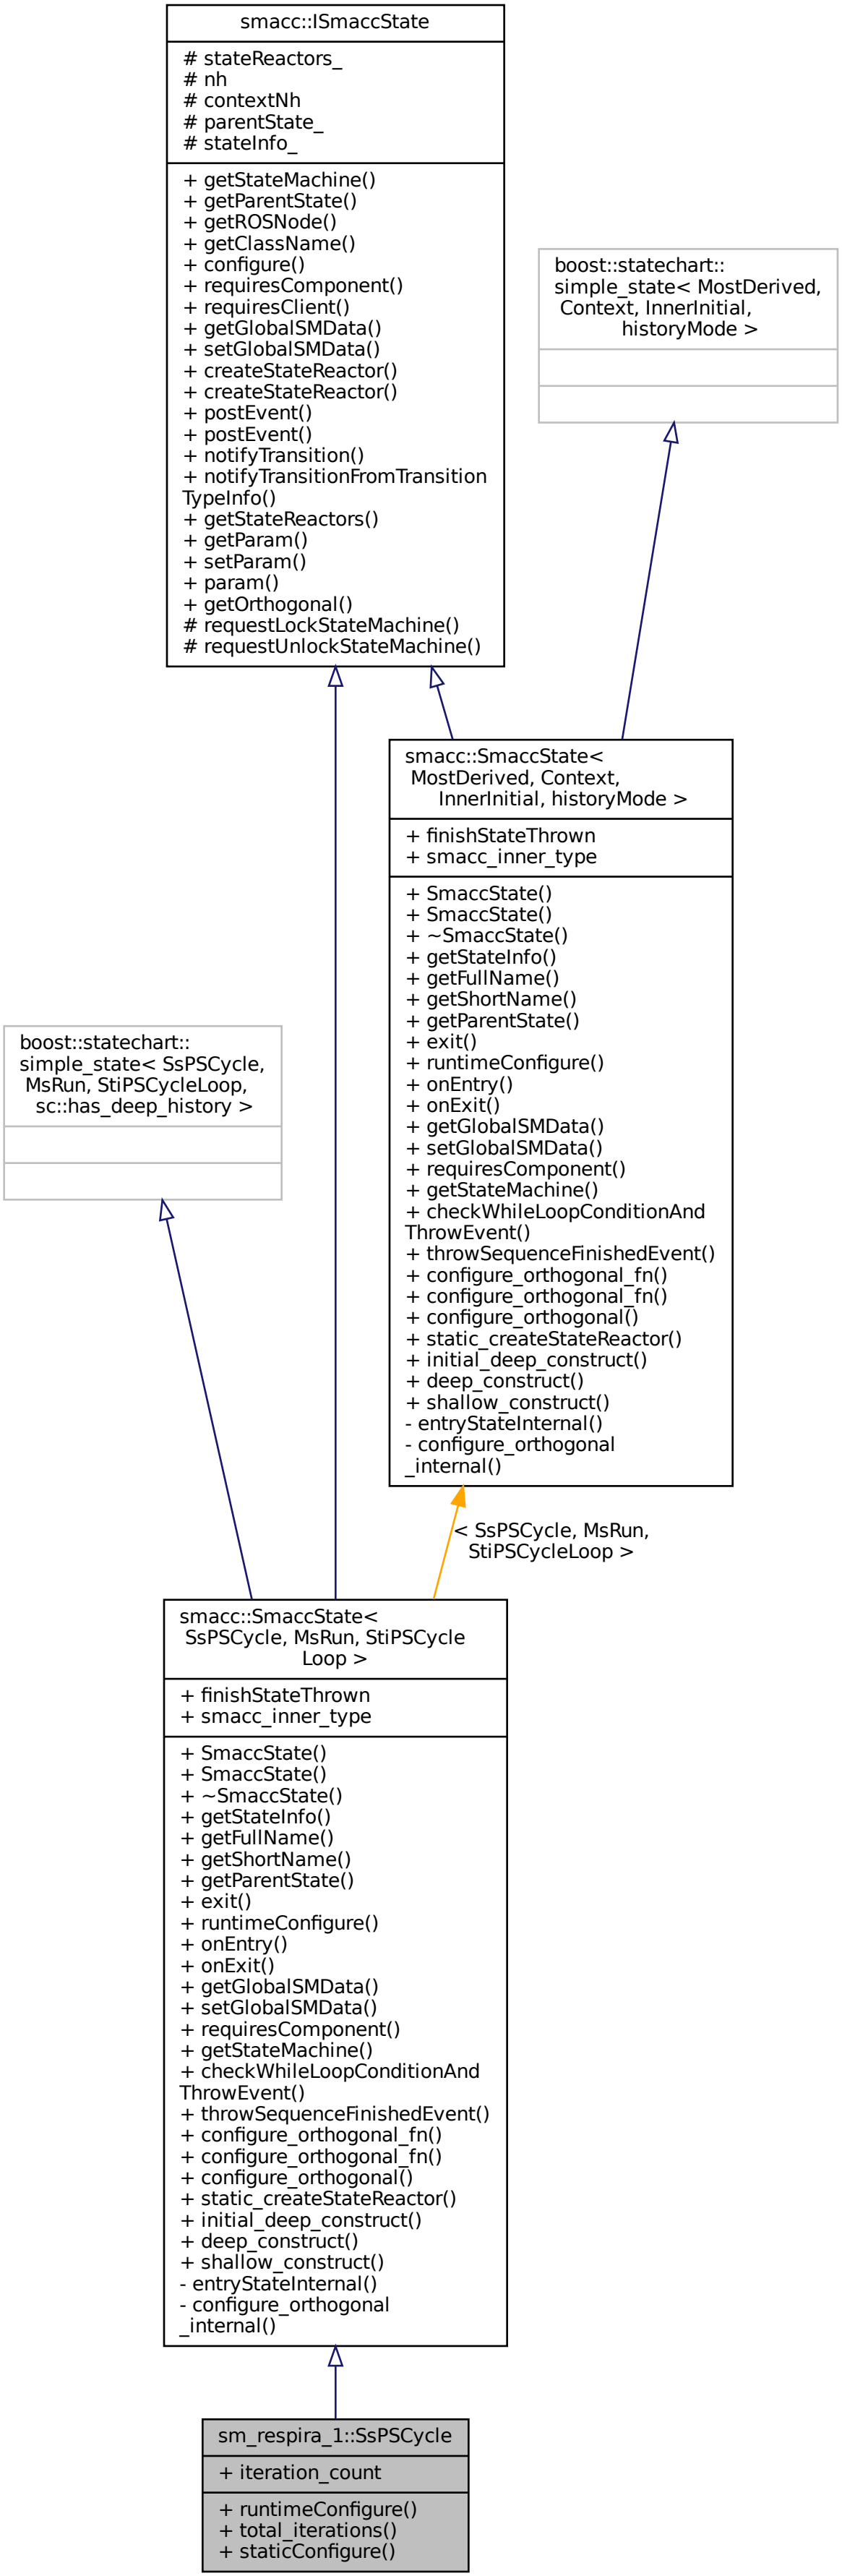 smacc::ISmaccState
# stateReactors_
# nh
# contextNh
# parentState_
# stateInfo_
+ getStateMachine()
+ getParentState()
+ getROSNode()
+ getClassName()
+ configure()
+ requiresComponent()
+ requiresClient()
+ getGlobalSMData()
+ setGlobalSMData()
+ createStateReactor()
+ createStateReactor()
+ postEvent()
+ postEvent()
+ notifyTransition()
+ notifyTransitionFromTransition
TypeInfo()
+ getStateReactors()
+ getParam()
+ setParam()
+ param()
+ getOrthogonal()
# requestLockStateMachine()
# requestUnlockStateMachine()
boost::statechart::
simple_state< MostDerived,
Context, InnerInitial,
historyMode >
smacc::SmaccState<
MostDerived, Context,
InnerInitial, historyMode >
+ finishStateThrown
+ smacc_inner_type
+ SmaccState()
+ SmaccState()
+ ~SmaccState()
+ getStateInfo()
+ getFullName()
+ getShortName()
+ getParentState()
+ exit()
+ runtimeConfigure()
+ onEntry()
+ onExit()
+ getGlobalSMData()
+ setGlobalSMData()
+ requiresComponent()
+ getStateMachine()
+ checkWhileLoopConditionAnd
ThrowEvent()
+ throwSequenceFinishedEvent()
+ configure_orthogonal_fn()
+ configure_orthogonal_fn()
+ configure_orthogonal()
+ static_createStateReactor()
+ initial_deep_construct()
+ deep_construct()
+ shallow_construct()
- entryStateInternal()
- configure_orthogonal
_internal()
boost::statechart::
simple_state< SsPSCycle,
MsRun, StiPSCycleLoop,
sc::has_deep_history >
< SsPSCycle, MsRun,
StiPSCycleLoop >
smacc::SmaccState<
SsPSCycle, MsRun, StiPSCycle
Loop >
+ finishStateThrown
+ smacc_inner_type
+ SmaccState()
+ SmaccState()
+ ~SmaccState()
+ getStateInfo()
+ getFullName()
+ getShortName()
+ getParentState()
+ exit()
+ runtimeConfigure()
+ onEntry()
+ onExit()
+ getGlobalSMData()
+ setGlobalSMData()
+ requiresComponent()
+ getStateMachine()
+ checkWhileLoopConditionAnd
ThrowEvent()
+ throwSequenceFinishedEvent()
+ configure_orthogonal_fn()
+ configure_orthogonal_fn()
+ configure_orthogonal()
+ static_createStateReactor()
+ initial_deep_construct()
+ deep_construct()
+ shallow_construct()
- entryStateInternal()
- configure_orthogonal
_internal()
sm_respira_1::SsPSCycle
+ iteration_count
+ runtimeConfigure()
+ total_iterations()
+ staticConfigure()